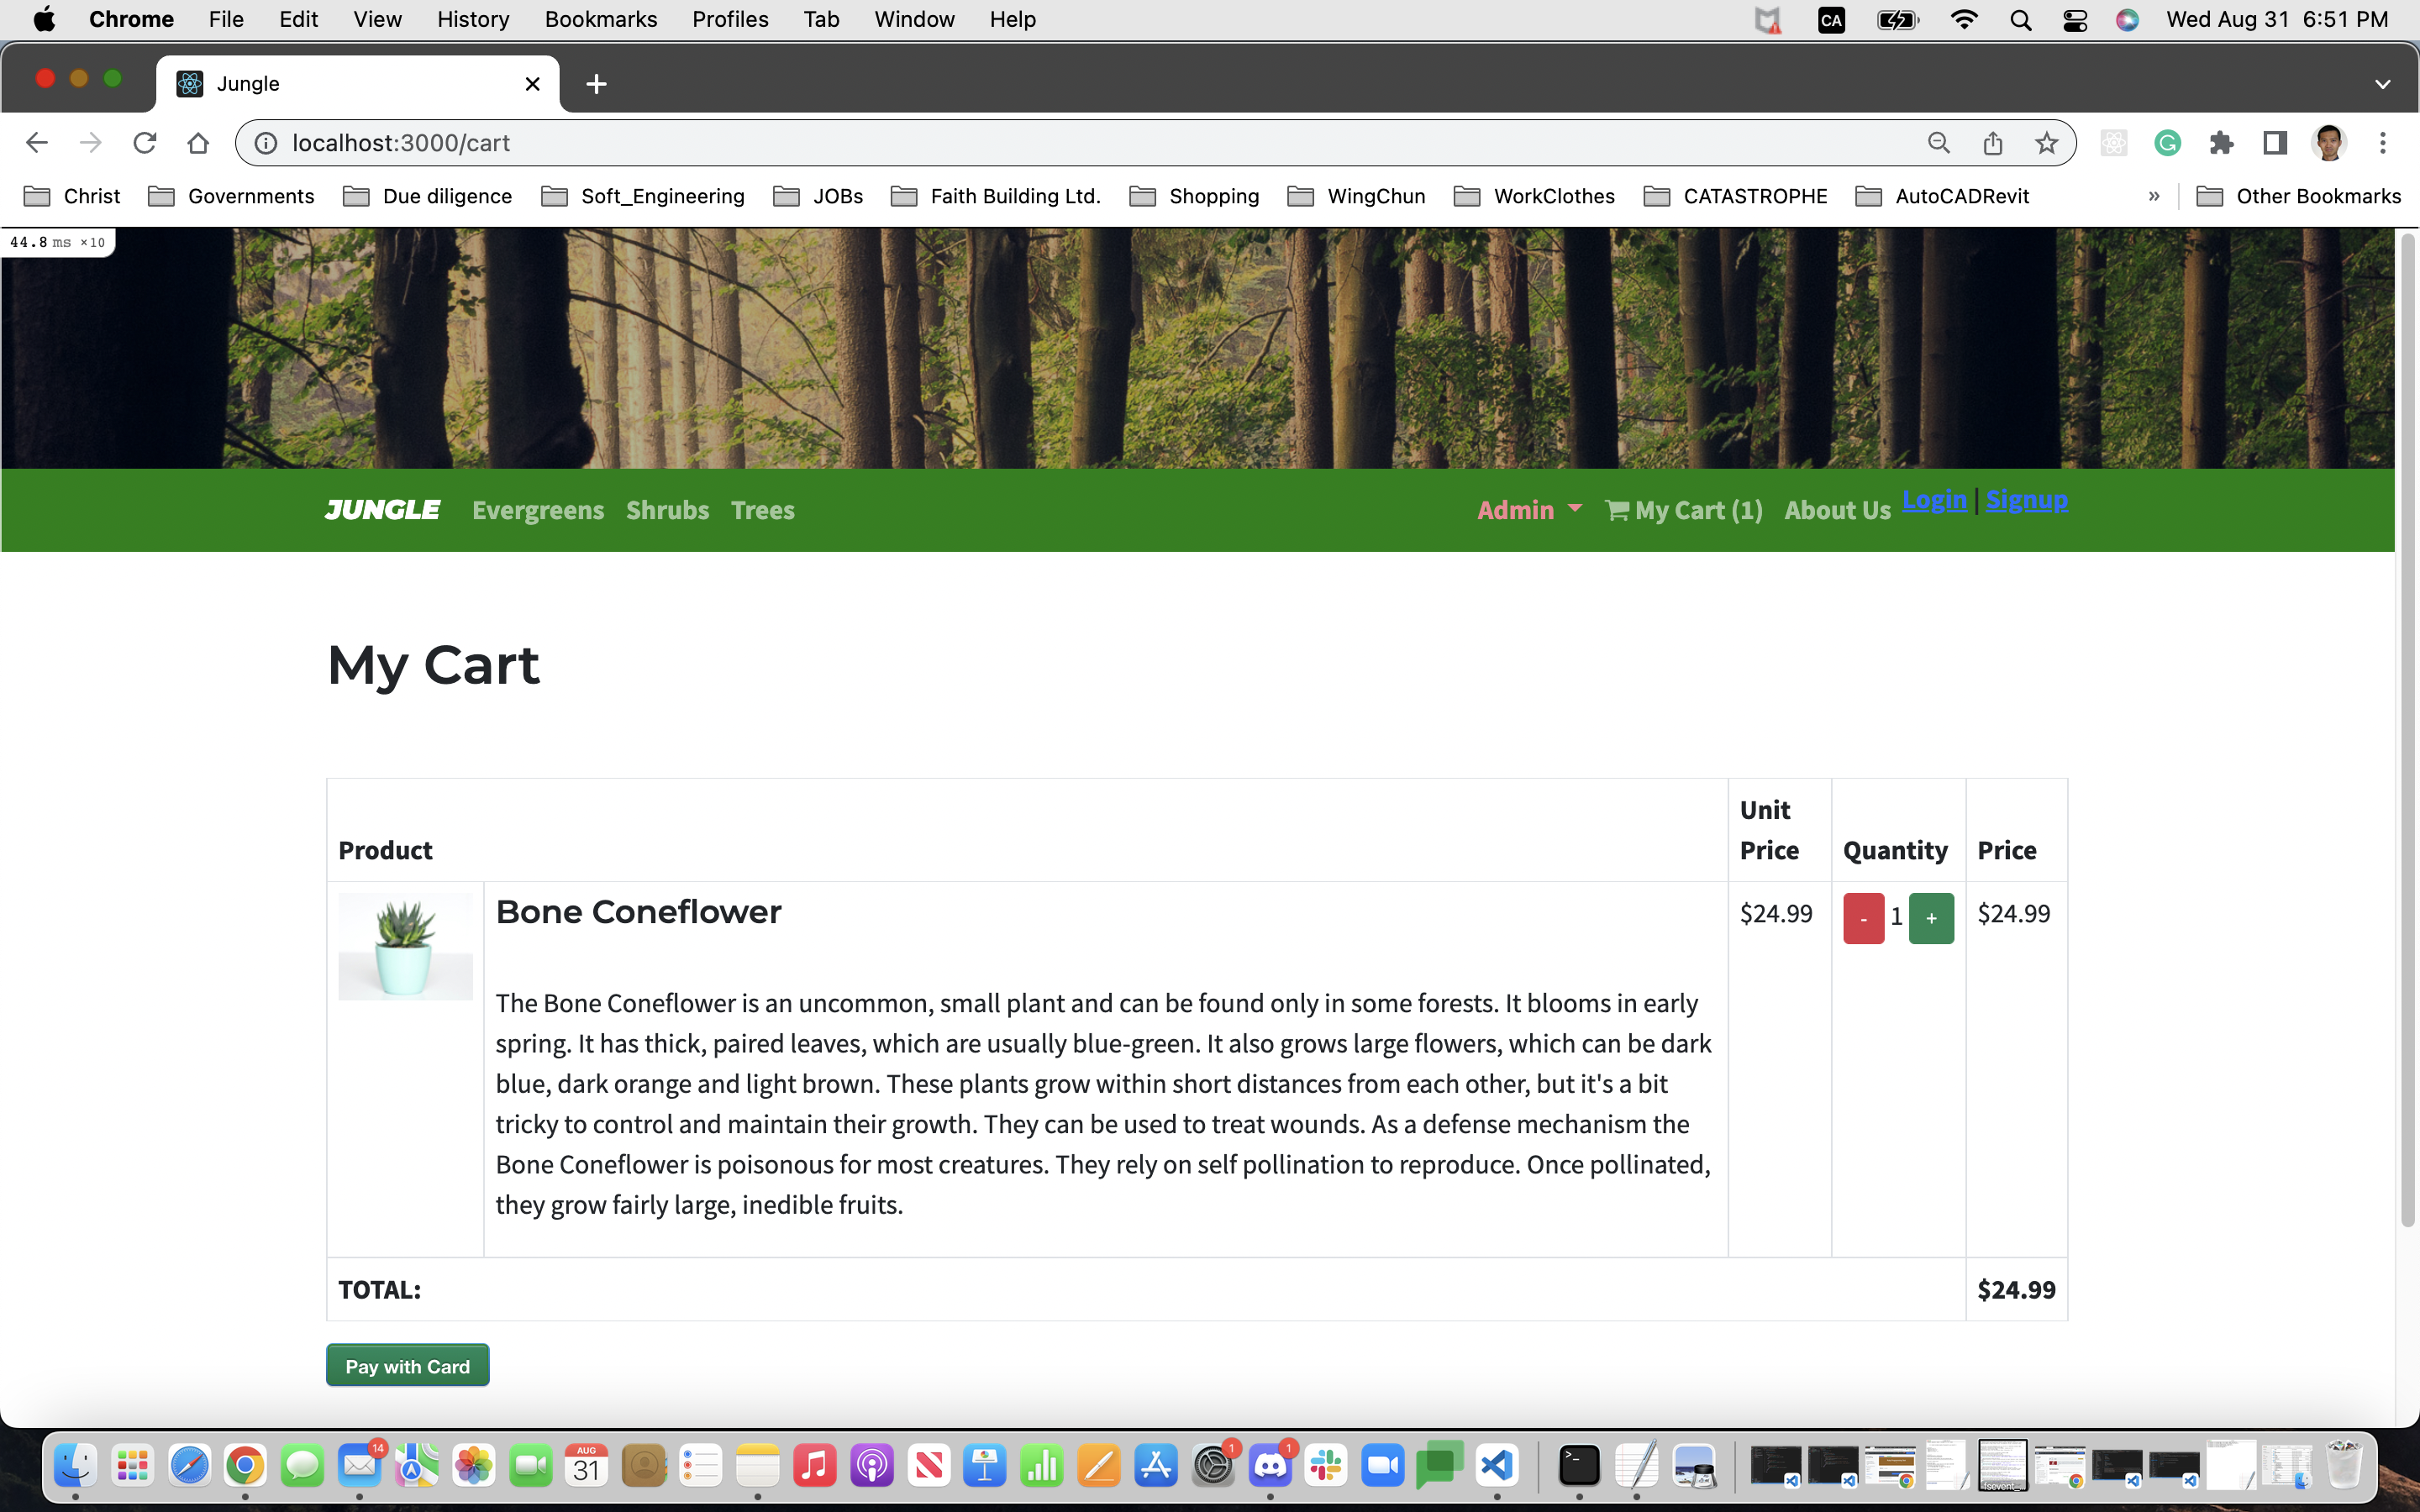 Chrome File Edit View History Bookmarks Profiles Tab Window Help CA Wed Aug 31 6:51 PM
Jungle
localhost:3000/cart
Christ Governments Due diligence Soft_Engineering JOBs Faith Building Ltd. Shopping WingChun WorkClothes CATASTROPHE AutoCADRevit » Other Bookmarks
44.8 ms ×10
JUNGLE Evergreens Shrubs Trees Admin My Cart (1) About Us Login | Signup
My Cart
Product Unit Price Quantity Price
Bone Coneflower $24.99 - 1 + $24.99
The Bone Coneflower is an uncommon, small plant and can be found only in some forests. It blooms in early
spring. It has thick, paired leaves, which are usually blue-green. It also grows large flowers, which can be dark
blue, dark orange and light brown. These plants grow within short distances from each other, but it's a bit
tricky to control and maintain their growth. They can be used to treat wounds. As a defense mechanism the
Bone Coneflower is poisonous for most creatures. They rely on self pollination to reproduce. Once pollinated,
they grow fairly large, inedible fruits.
TOTAL: $24.99
Pay with Card
14 AUG 31 1 1